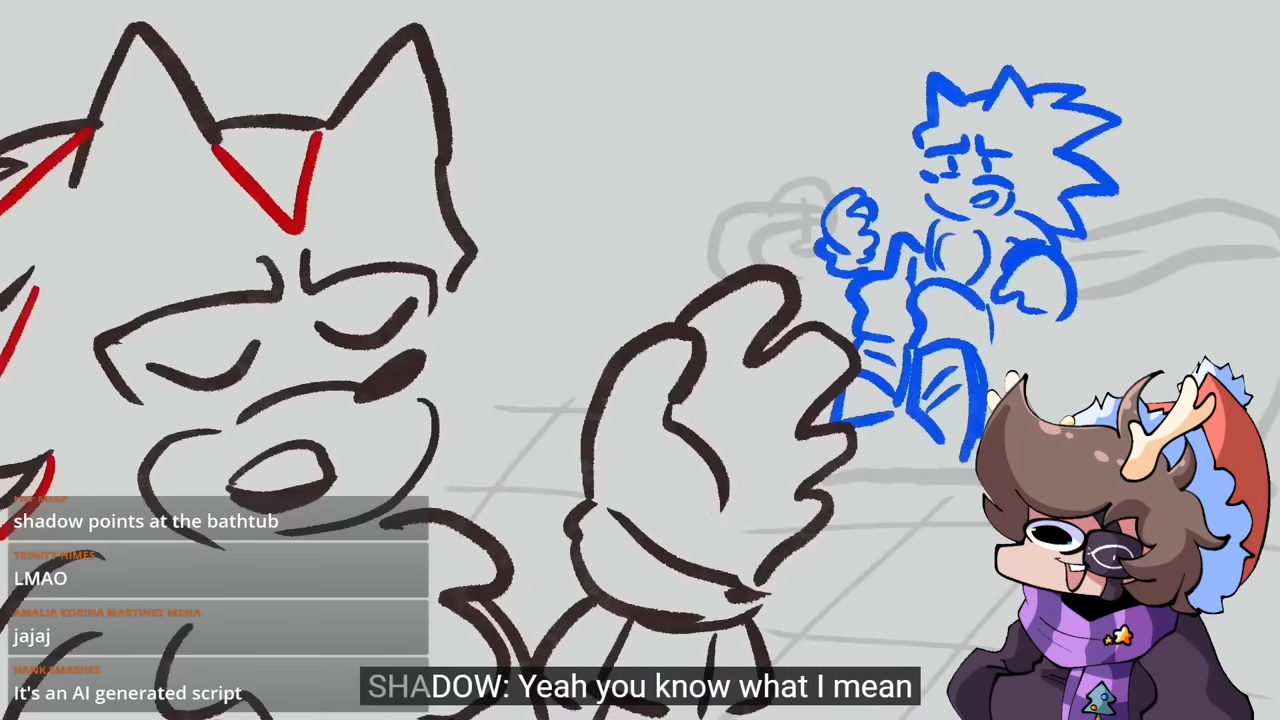 shadow points at the bathtub
TRINITY HIMES
LMAO
AMALIA KORINA MARTINEZ MENA
jajaj
HARK SMASHES
It's an AI generated script
SHADOW: Yeah you know what I mean